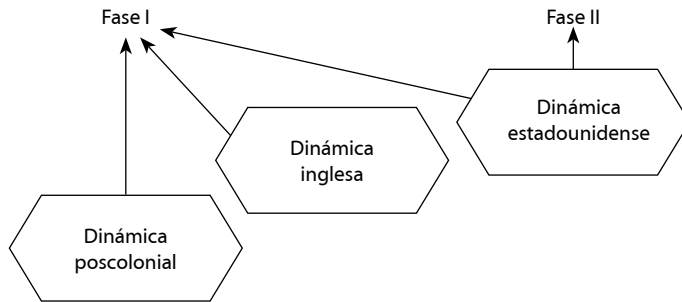 Fase I
Fase II
Dinámica
estadounidense
Dinámica
inglesa
Dinámica
poscolonial